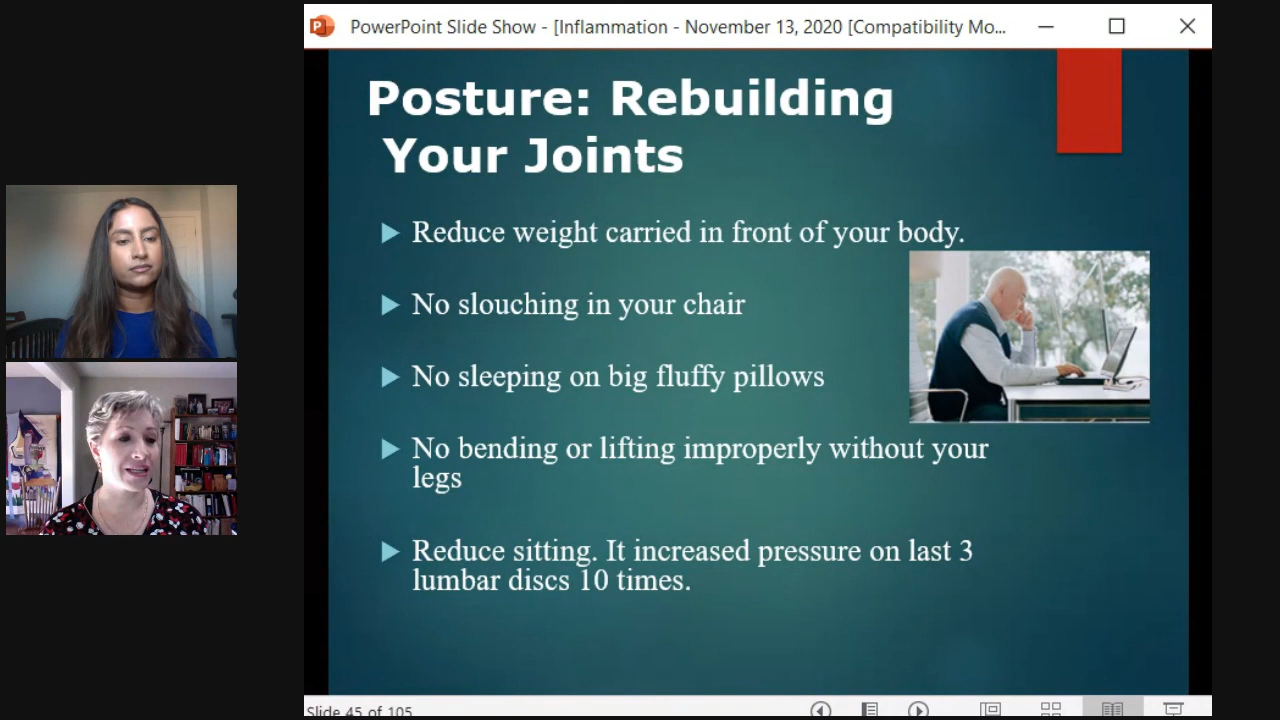 PowerPoint Slide Show - [Inflammation - November 13, 2020 [Compatibility Mo...
Posture: Rebuilding
Your Joints
Reduce weight carried in front of your body.
No slouching in your chair
No sleeping on big fluffy pillows
No bending or lifting improperly without your
legs
Reduce sitting. It increased pressure on last 3
lumbar discs 10 times.
Slide 45 of 105